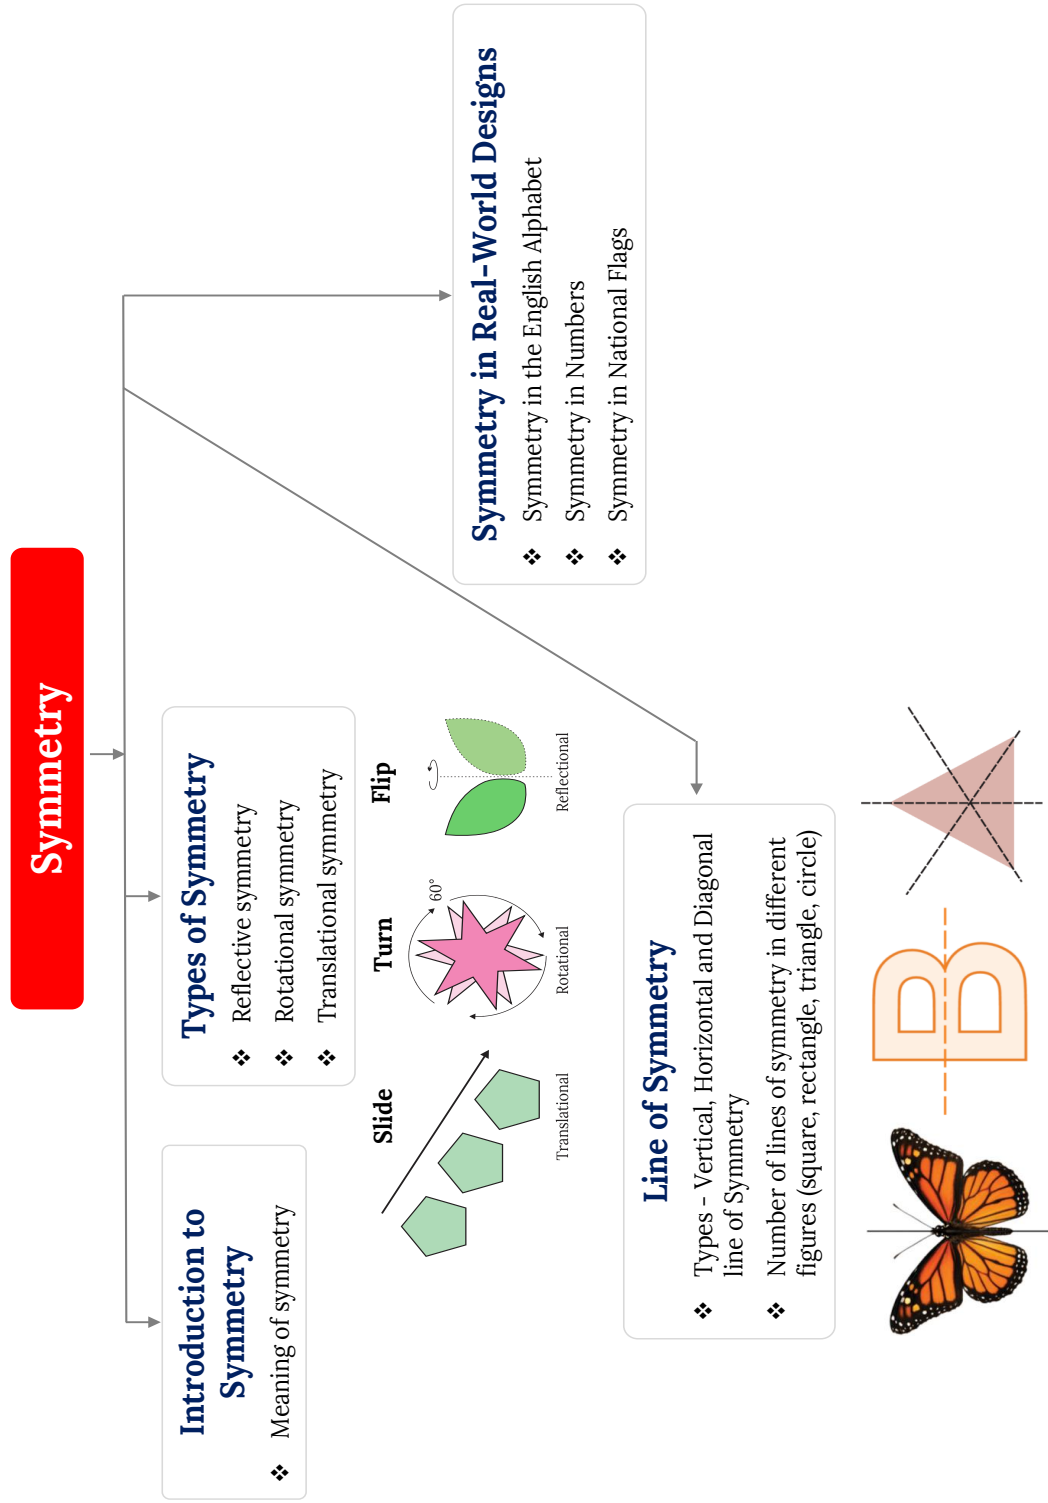 Symmetry
Introduction to
Symmetry
❖ Meaning of symmetry
Types of Symmetry
❖ Reflective symmetry
❖ Rotational symmetry
❖ Translational symmetry
Slide
Turn
Flip
60°
Translational
Rotational
Reflectional
Symmetry in Real-World Designs
❖ Symmetry in the English Alphabet
❖ Symmetry in Numbers
❖ Symmetry in National Flags
Line of Symmetry
❖ Types - Vertical, Horizontal and Diagonal
line of Symmetry
❖ Number of lines of symmetry in different
figures (square, rectangle, triangle, circle)
B